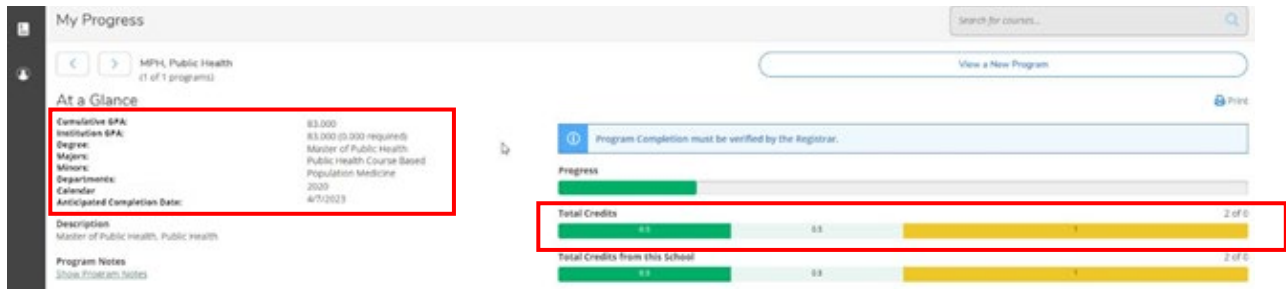 My Progress
Search for courses...
MPH, Public Health
(1 of 1 programs)
View a New Program
At a Glance
Print
Cumulative GPA: 83.000
Institution GPA: 83.000 (0.000 required)
Degree: Master of Public Health
Majors: Public Health Course Based
Minors: Population Medicine
Departments:
Calendar 2020
Anticipated Completion Date: 4/7/2023
Program Completion must be verified by the Registrar.
Progress
Total Credits 2 of 0
0.5 0.5 1
Description
Master of Public Health, Public Health
Program Notes
Show Program Notes
Total Credits from this School 2 of 0
0.5 0.5 1